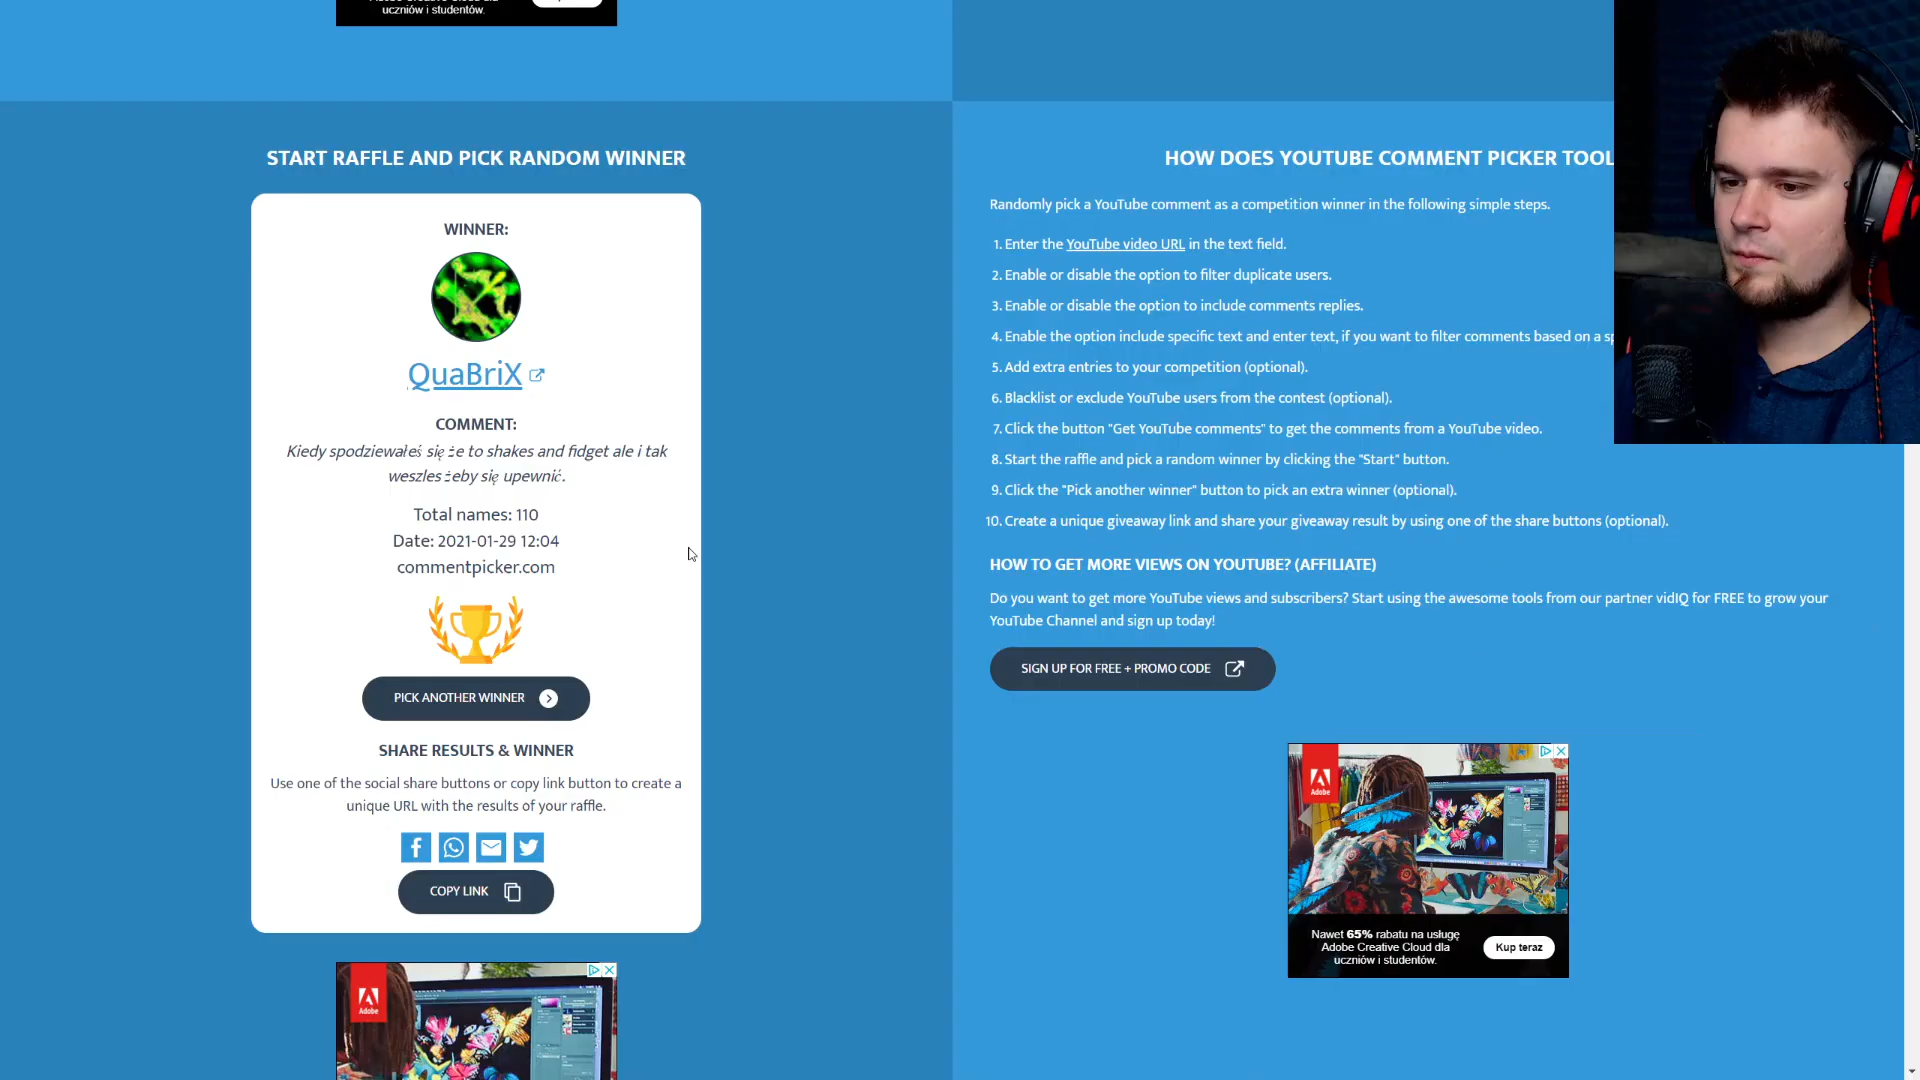 uczniów i studentów.
START RAFFLE AND PICK RANDOM WINNER
WINNER:
QuaBriX
COMMENT:
Kiedy spodziewałeś się że to shakes and fidget ale i tak
weszles żeby się upewnić.
Total names: 110
Date: 2021-01-29 12:04
commentpicker.com
PICK ANOTHER WINNER
SHARE RESULTS & WINNER
Use one of the social share buttons or copy link button to create a
unique URL with the results of your raffle.
COPY LINK
Adobe
HOW DOES YOUTUBE COMMENT PICKER TOOL
Randomly pick a YouTube comment as a competition winner in the following simple steps.
1. Enter the YouTube video URL in the text field.
2. Enable or disable the option to filter duplicate users.
3. Enable or disable the option to include comments replies.
4. Enable the option include specific text and enter text, if you want to filter comments based on a sp
5. Add extra entries to your competition (optional).
6. Blacklist or exclude YouTube users from the contest (optional).
7. Click the button "Get YouTube comments" to get the comments from a YouTube video.
8. Start the raffle and pick a random winner by clicking the "Start" button.
9. Click the "Pick another winner" button to pick an extra winner (optional).
10. Create a unique giveaway link and share your giveaway result by using one of the share buttons (optional).
HOW TO GET MORE VIEWS ON YOUTUBE? (AFFILIATE)
Do you want to get more YouTube views and subscribers? Start using the awesome tools from our partner vidIQ for FREE to grow your
YouTube Channel and sign up today!
SIGN UP FOR FREE + PROMO CODE
Adobe
Nawet 65% rabatu na usługę
Adobe Creative Cloud dla
uczniów i studentów.
Kup teraz